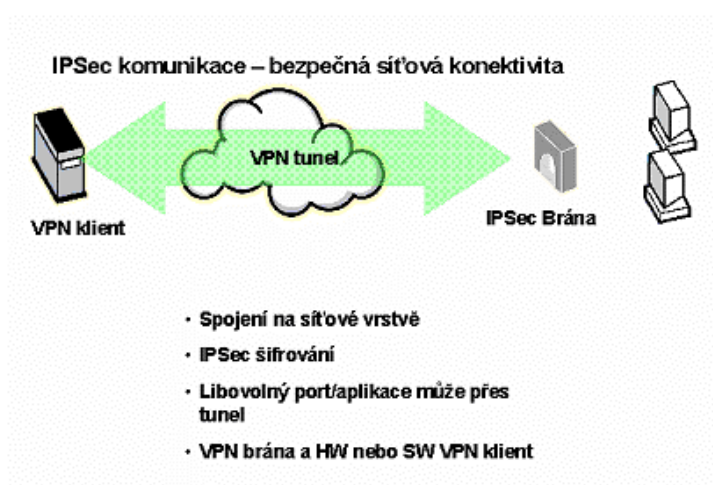 IPSec komunikace – bezpečná síťová konektivita
VPN tunel
VPN klient
IPSec Brána
• Spojení na síťové vrstvě
• IPSec šifrování
• Libovolný port/aplikace může přes
tunel
• VPN brána a HW nebo SW VPN klient